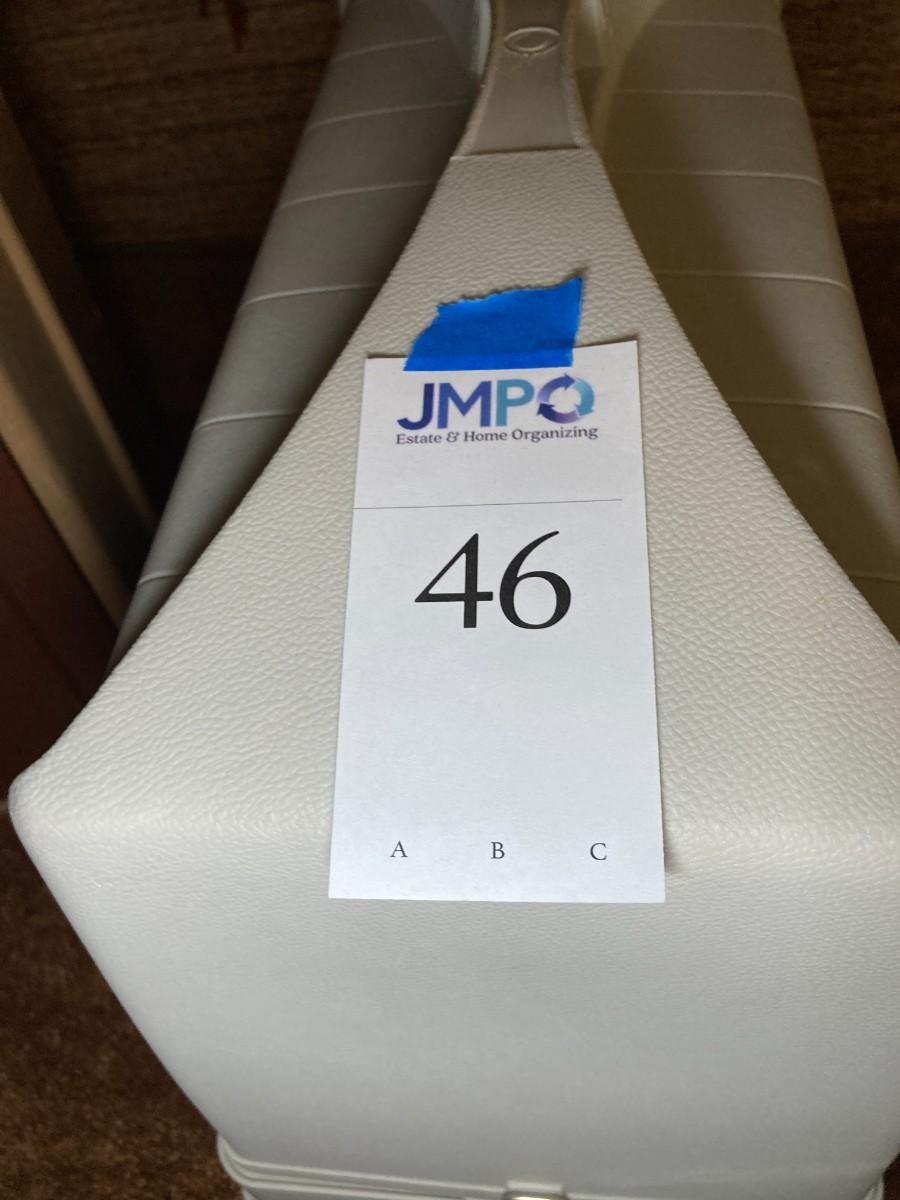 JMPO
Estate & Home Organizing
46
A B C